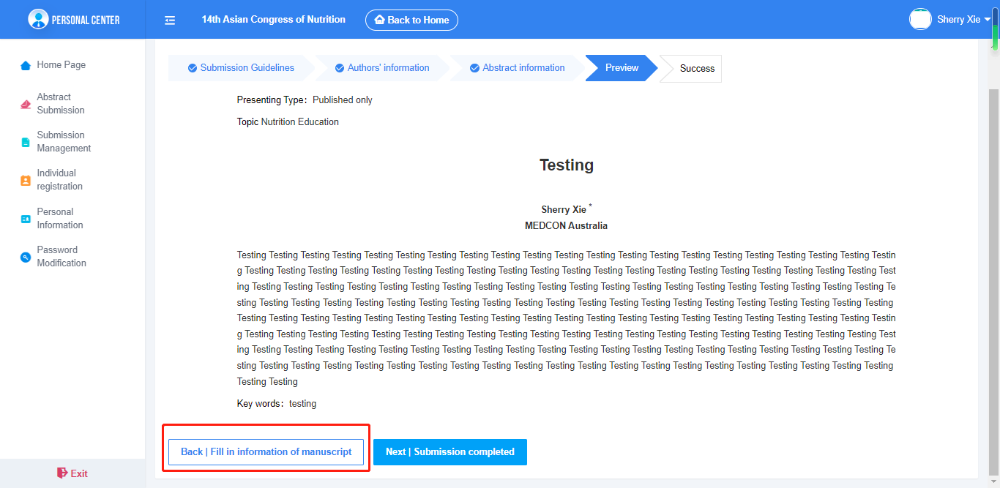 PERSONAL CENTER
14th Asian Congress of Nutrition
Back to Home
Sherry Xie
Home Page
Abstract
Submission
Submission
Management
Individual
registration
Personal
Information
Password
Modification
Exit
Submission Guidelines
Authors' information
Abstract information
Preview
Success
Presenting Type: Published only
Topic Nutrition Education
Testing
Sherry Xie *
MEDCON Australia
Testing Testing Testing Testing Testing Testing Testing Testing Testing Testing Testing Testing Testing Testing Testing Testing Testing Testing Testing Testing Testin
g Testing Testing Testing Testing Testing Testing Testing Testing Testing Testing Testing Testing Testing Testing Testing Testing Testing Testing Testing Testing Test
ing Testing Testing Testing Testing Testing Testing Testing Testing Testing Testing Testing Testing Testing Testing Testing Testing Testing Testing Testing Testing Te
sting Testing Testing Testing Testing Testing Testing Testing Testing Testing Testing Testing Testing Testing Testing Testing Testing Testing Testing Testing Testing
Testing Testing Testing Testing Testing Testing Testing Testing Testing Testing Testing Testing Testing Testing Testing Testing Testing Testing Testing Testing Testin
g Testing Testing Testing Testing Testing Testing Testing Testing Testing Testing Testing Testing Testing Testing Testing Testing Testing Testing Testing Testing Test
ing Testing Testing Testing Testing Testing Testing Testing Testing Testing Testing Testing Testing Testing Testing Testing Testing Testing Testing Testing Testing Te
sting Testing Testing Testing Testing Testing Testing Testing Testing Testing Testing Testing Testing Testing Testing Testing Testing Testing Testing Testing Testing
Testing Testing
Key words: testing
Back | Fill in information of manuscript
Next | Submission completed